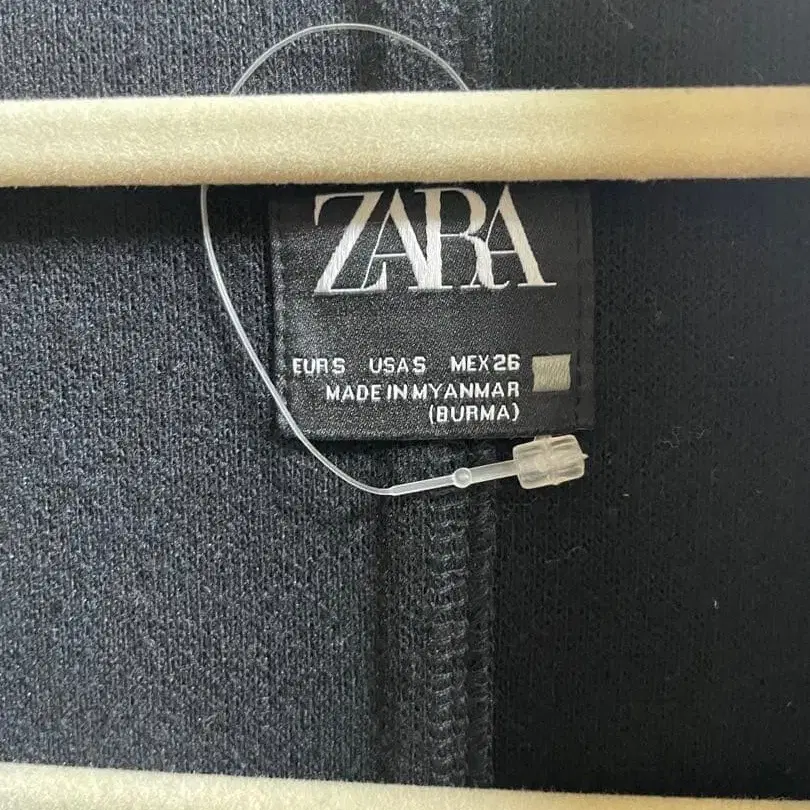 ZARA
EUR S USA S MEX 26
MADE IN MYANMAR
(BURMA)